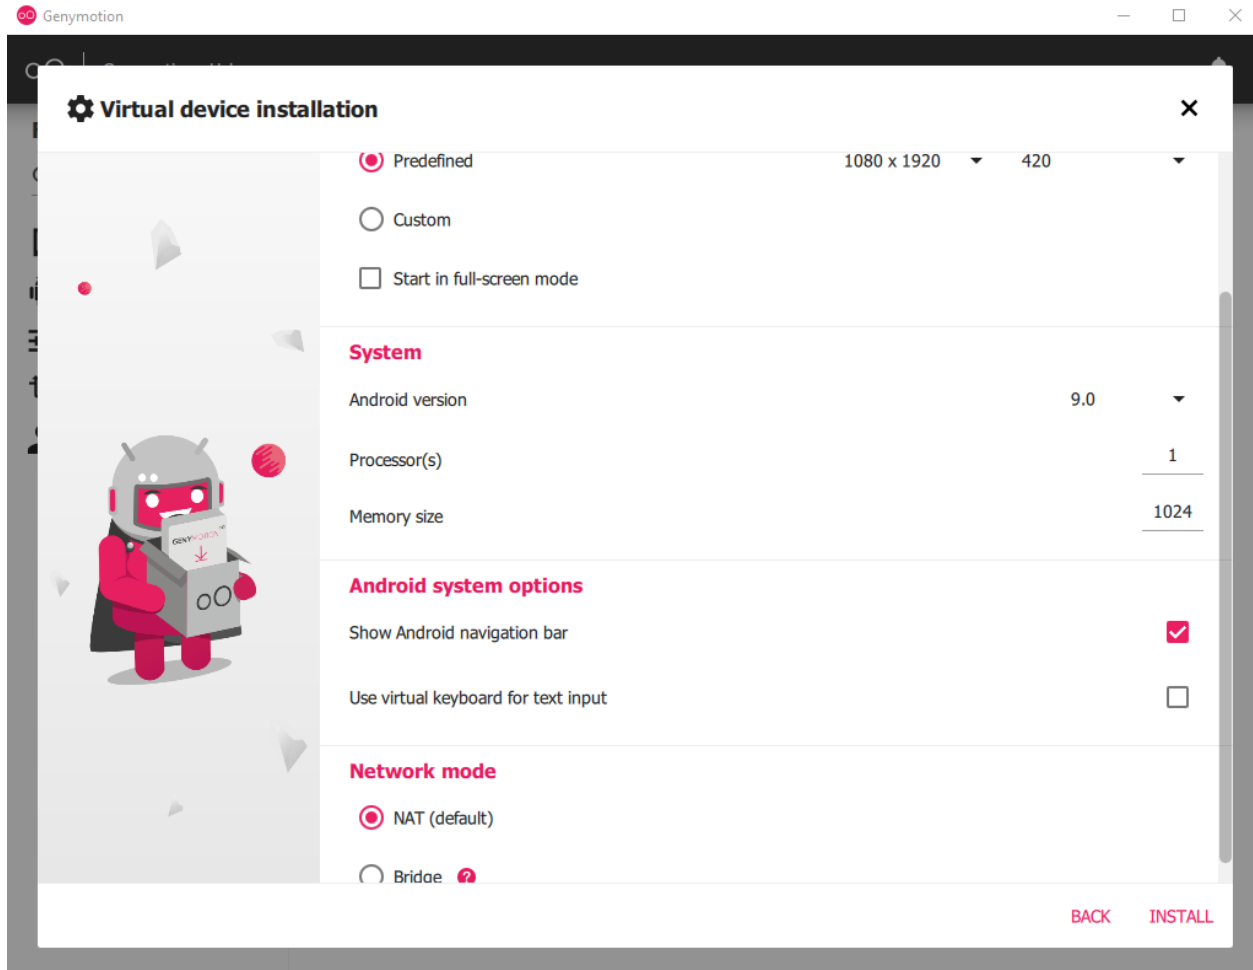 Genymotion
Virtual device installation
Predefined 1080 x 1920 420
Custom
Start in full-screen mode
System
Android version 9.0
Processor(s) 1
Memory size 1024
GENYMOTION
oO
Android system options
Show Android navigation bar
Use virtual keyboard for text input
Network mode
NAT (default)
Bridge ?
BACK INSTALL